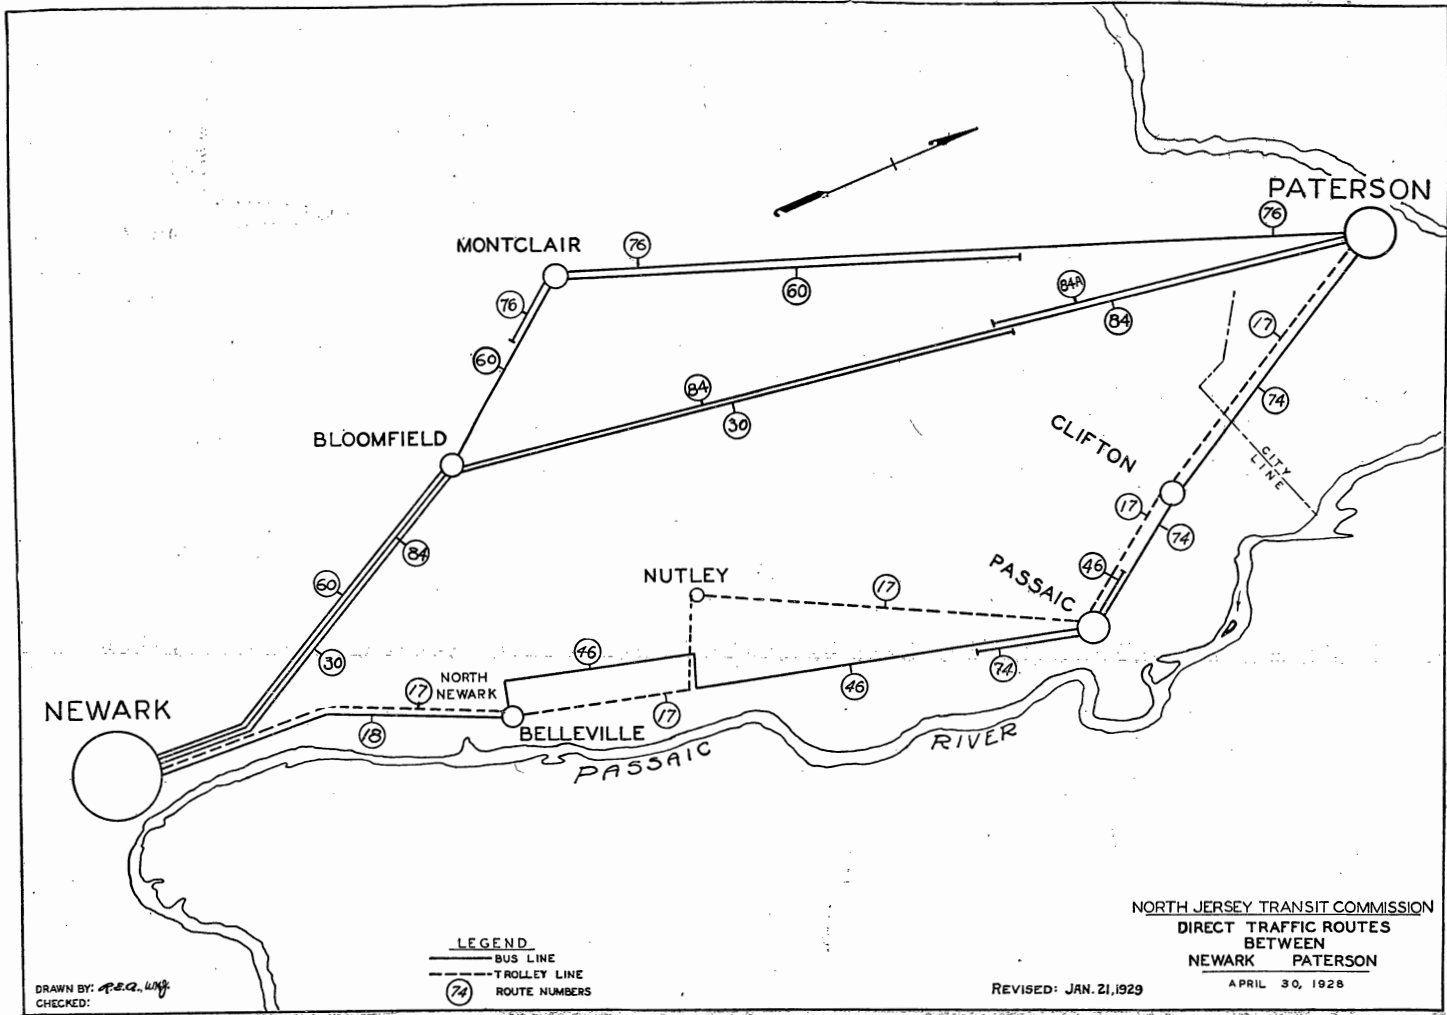 PATERSON
76
MONTCLAIR
76
84A
60
76
84
17
60
84
74
30
BLOOMFIELD
CLIFTON
CITY
LINE
17
84
74
60
46
PASSAIC
NUTLEY
17
46
30
74
NORTH
NEWARK
17
46
17
NEWARK
18
BELLEVILLE
PASSAIC RIVER
NORTH JERSEY TRANSIT COMMISSION
DIRECT TRAFFIC ROUTES
BETWEEN
NEWARK PATERSON
APRIL 30, 1928
LEGEND
BUS LINE
TROLLEY LINE
74 ROUTE NUMBERS
REVISED: JAN. 21, 1929
DRAWN BY: R.E.A.,
CHECKED: